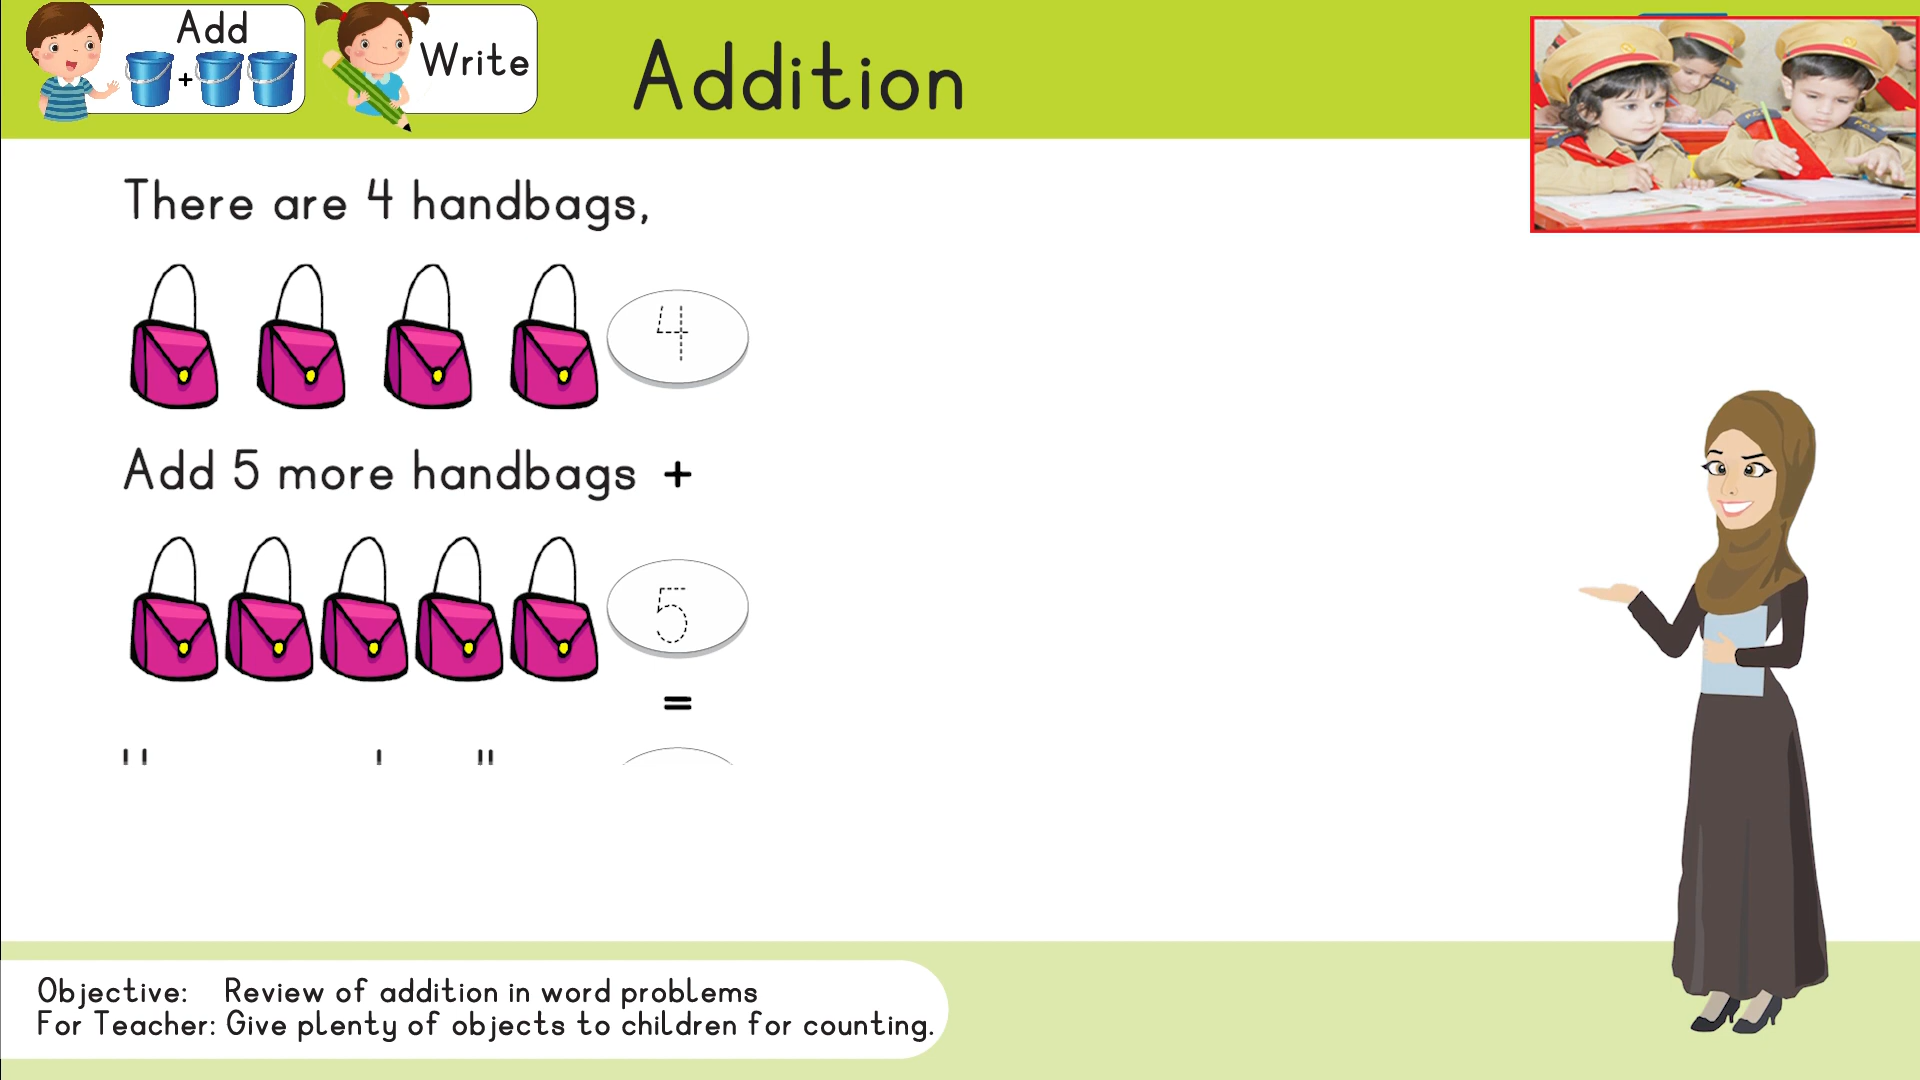 Add
+
Write
Addition
There are 4 handbags,
4
Add 5 more handbags +
5
=
Objective: Review of addition in word problems
For Teacher: Give plenty of objects to children for counting.